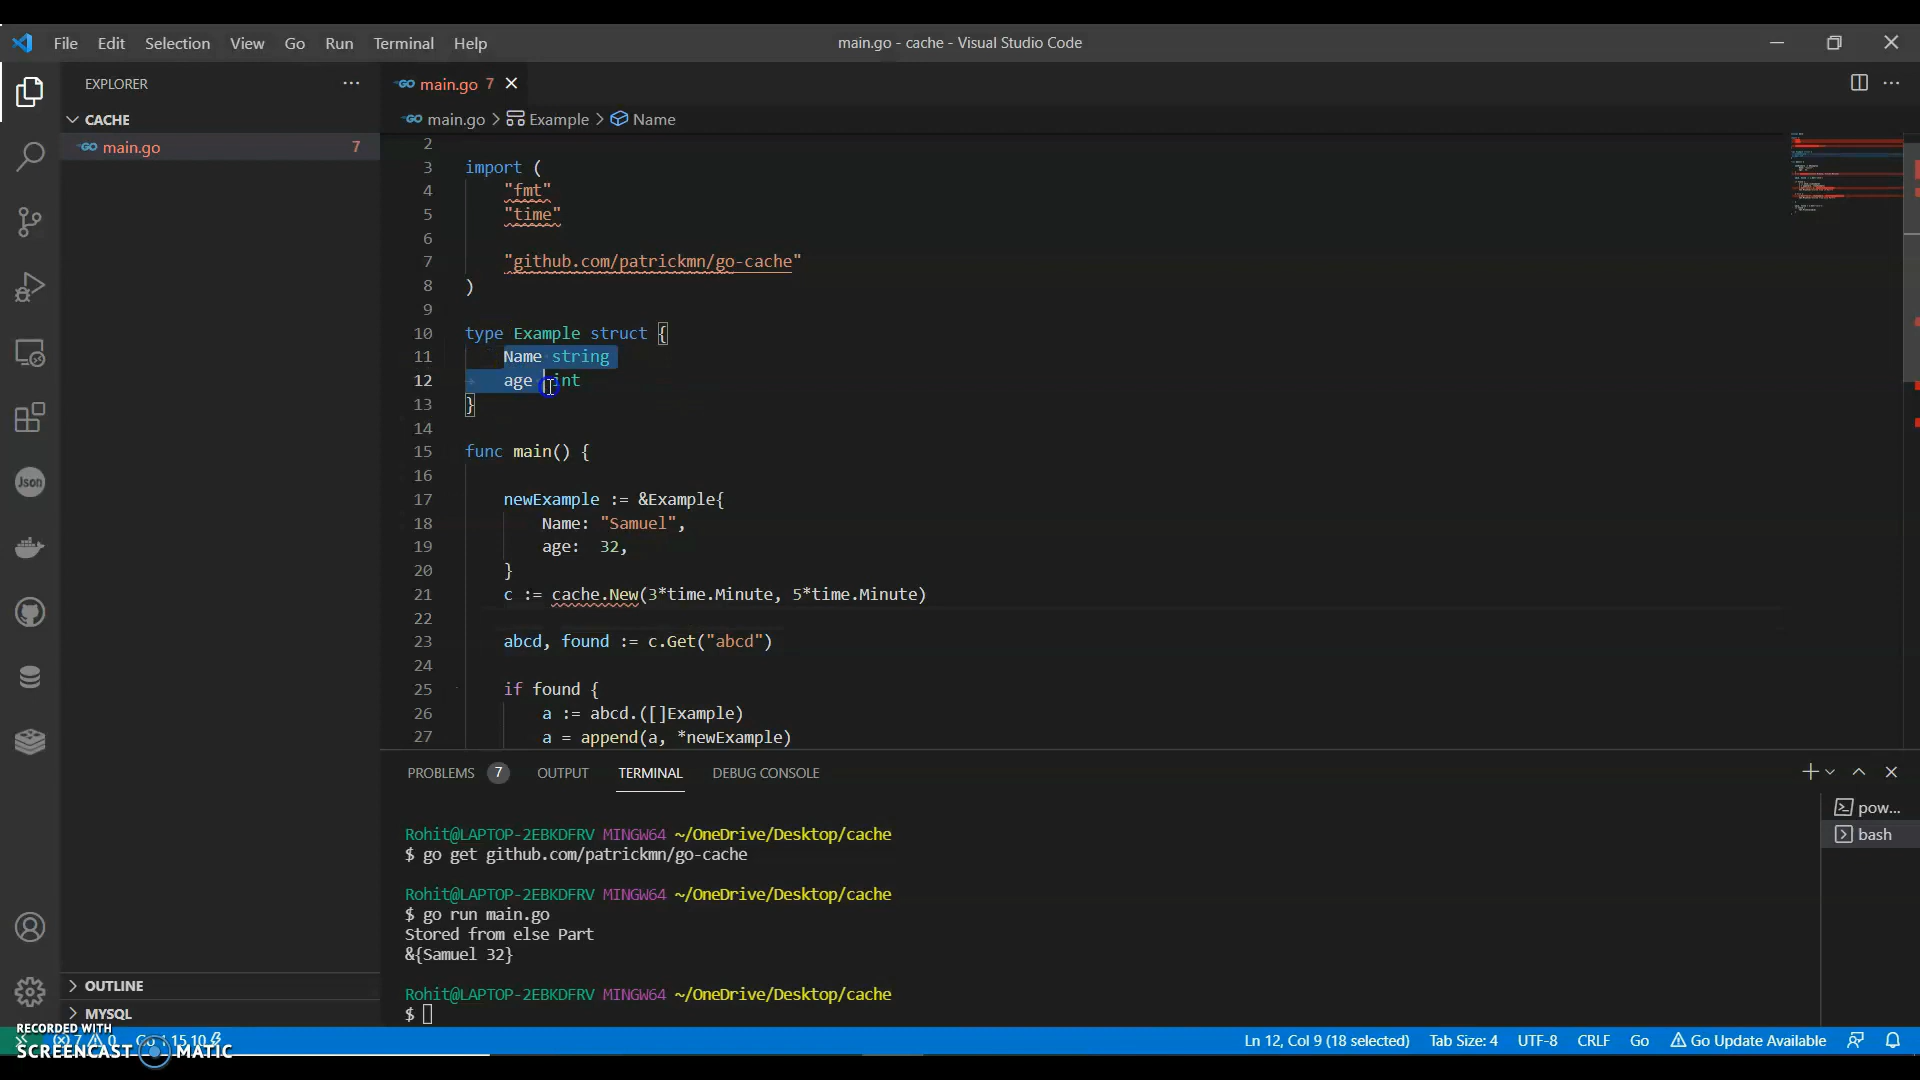 File Edit Selection View Go Run Terminal Help
main.go - cache - Visual Studio Code
EXPLORER
CACHE
main.go 7
Json
OUTLINE
MYSQL
GO main.go 7
GO main.go > Example > Name
2
3 import (
4 "fmt"
5 "time"
6
7 "github.com/patrickmn/go-cache"
8 )
9
10 type Example struct {
11 Name string
12 age int
13 }
14
15 func main() {
16
17 newExample := &Example{
18 Name: "Samuel",
19 age: 32,
20 }
21 c := cache.New(3*time.Minute, 5*time.Minute)
22
23 abcd, found := c.Get("abcd")
24
25 if found {
26 a := abcd.([]Example)
27 a = append(a, *newExample)
PROBLEMS 7 OUTPUT TERMINAL DEBUG CONSOLE
pow...
bash
Rohit@LAPTOP-2EBKDFRV MINGW64 ~/OneDrive/Desktop/cache
$ go get github.com/patrickmn/go-cache
Rohit@LAPTOP-2EBKDFRV MINGW64 ~/OneDrive/Desktop/cache
$ go run main.go
Stored from else Part
&{Samuel 32}
Rohit@LAPTOP-2EBKDFRV MINGW64 ~/OneDrive/Desktop/cache
$
RECORDED WITH
SCREENCAST MATIC
Ln 12, Col 9 (18 selected) Tab Size: 4 UTF-8 CRLF Go Go Update Available